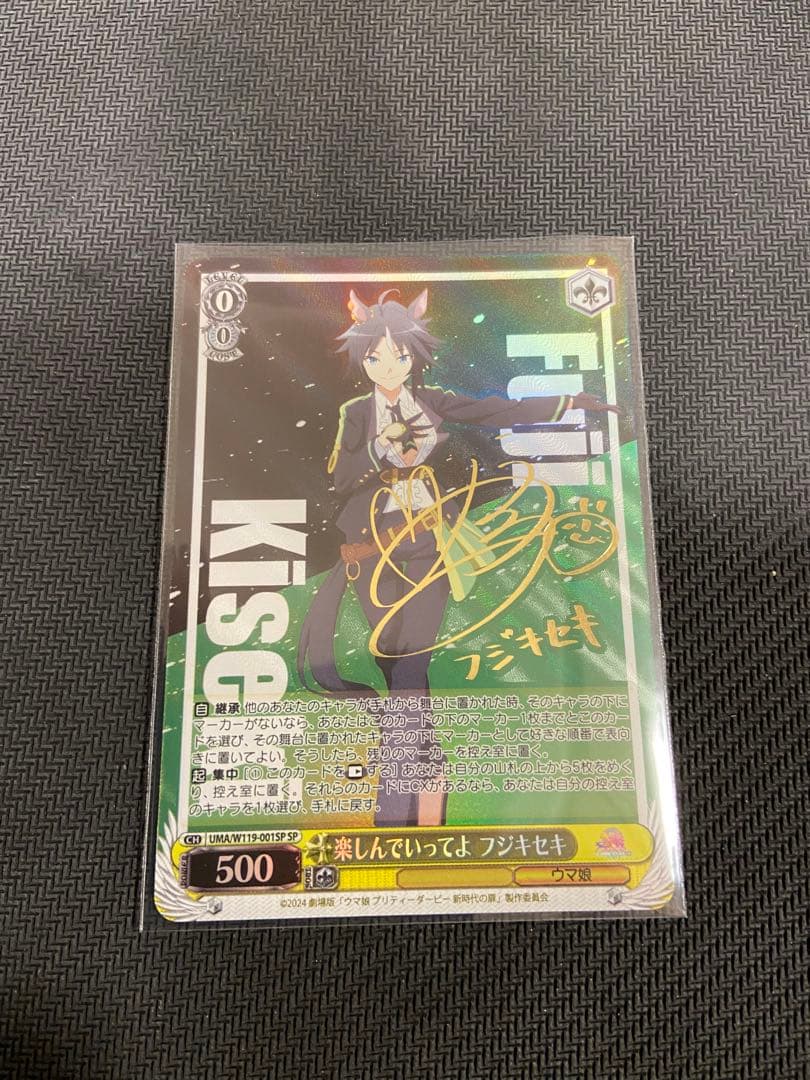 LEVEL
0
0
COST
Fuji
Kise
フジキセキ
自 継承 他のあなたのキャラが手札から舞台に置かれた時、そのキャラの下に
マーカーがないなら、あなたはこのカードの下のマーカー1枚までとこのカー
ドを選び、その舞台に置かれたキャラの下にマーカーとして好きな順番で表向
きに置いてよい。そうしたら、残りのマーカーを控え室に置く。
起 集中 [① このカードをする] あなたは自分の山札の上から5枚をめく
り、控え室に置く。それらのカードにCXがあるなら、あなたは自分の控え室
のキャラを1枚選び、手札に戻す。
CH UMA/W119-001SP SP
500
楽しんでいってよ フジキセキ
ウマ娘
©2024 劇場版「ウマ娘 プリティーダービー 新時代の扉」製作委員会